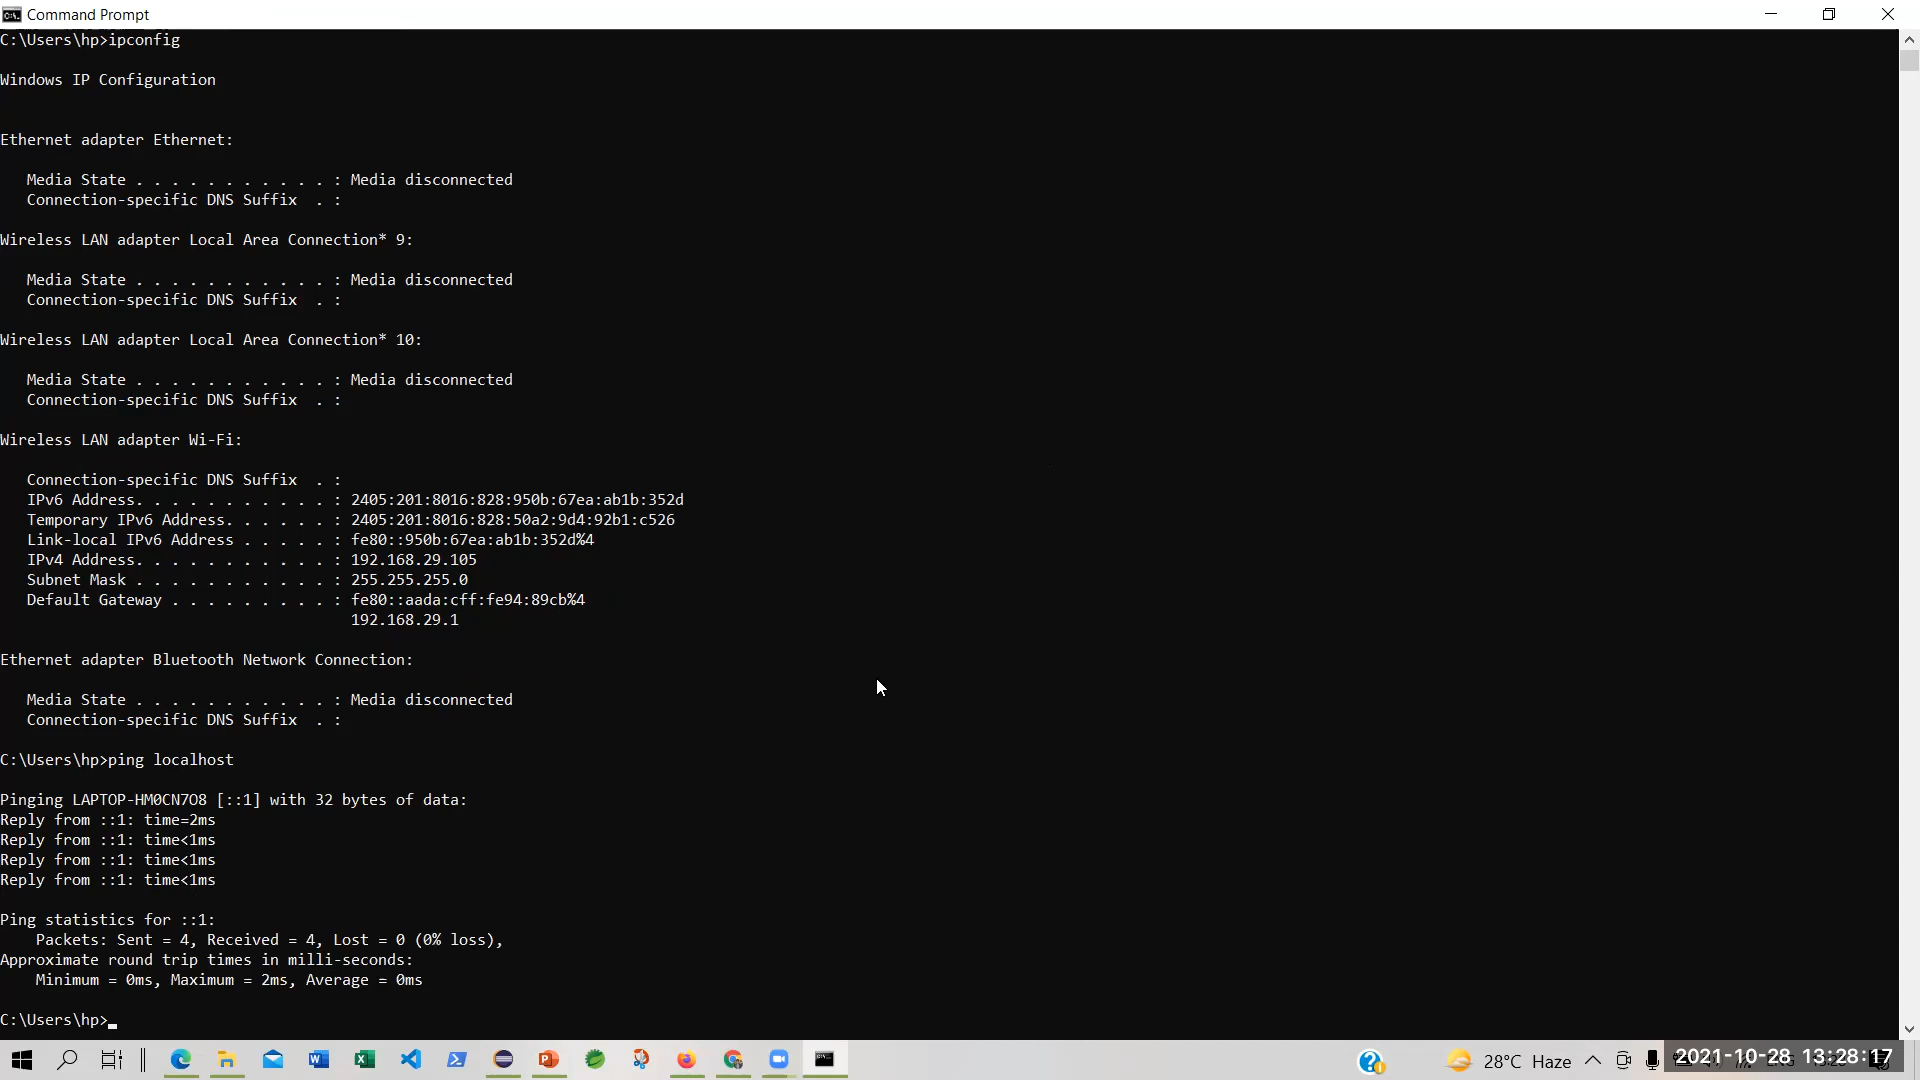 Command Prompt
C:\Users\hp>ipconfig
Windows IP Configuration
Ethernet adapter Ethernet:
   Media State . . . . . . . . . . . : Media disconnected
   Connection-specific DNS Suffix  . :
Wireless LAN adapter Local Area Connection* 9:
   Media State . . . . . . . . . . . : Media disconnected
   Connection-specific DNS Suffix  . :
Wireless LAN adapter Local Area Connection* 10:
   Media State . . . . . . . . . . . : Media disconnected
   Connection-specific DNS Suffix  . :
Wireless LAN adapter Wi-Fi:
   Connection-specific DNS Suffix  . :
   IPv6 Address. . . . . . . . . . . : 2405:201:8016:828:950b:67ea:ab1b:352d
   Temporary IPv6 Address. . . . . . : 2405:201:8016:828:50a2:9d4:92b1:c526
   Link-local IPv6 Address . . . . . : fe80::950b:67ea:ab1b:352d%4
   IPv4 Address. . . . . . . . . . . : 192.168.29.105
   Subnet Mask . . . . . . . . . . . : 255.255.255.0
   Default Gateway . . . . . . . . . : fe80::aada:cff:fe94:89cb%4
                                       192.168.29.1
Ethernet adapter Bluetooth Network Connection:
   Media State . . . . . . . . . . . : Media disconnected
   Connection-specific DNS Suffix  . :
C:\Users\hp>ping localhost
Pinging LAPTOP-HM0CN7O8 [::1] with 32 bytes of data:
Reply from ::1: time=2ms
Reply from ::1: time<1ms
Reply from ::1: time<1ms
Reply from ::1: time<1ms
Ping statistics for ::1:
    Packets: Sent = 4, Received = 4, Lost = 0 (0% loss),
Approximate round trip times in milli-seconds:
    Minimum = 0ms, Maximum = 2ms, Average = 0ms
C:\Users\hp>
28°C Haze 2021-10-28 13:28:17